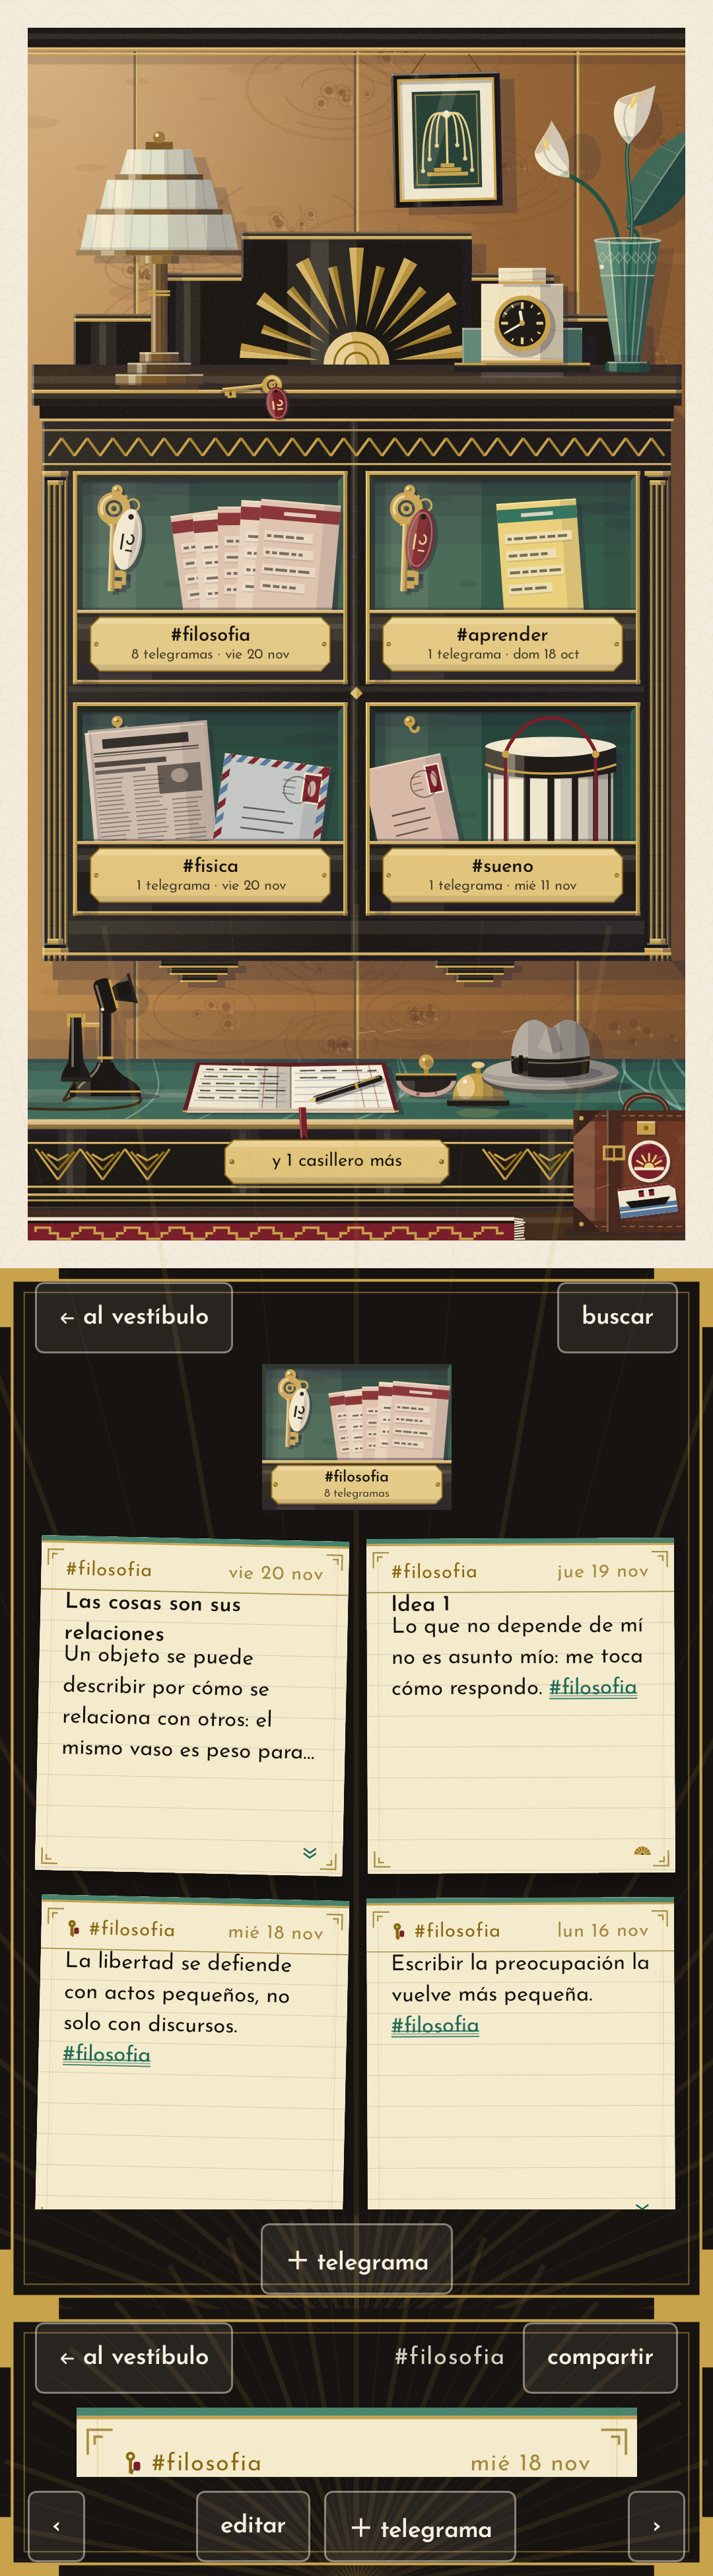 #filosofia
8 telegramas · vie 20 nov
#aprender
1 telegrama · dom 18 oct
#fisica
1 telegrama · vie 20 nov
#sueno
1 telegrama · mié 11 nov
y 1 casillero más
← al vestíbulo
buscar
#filosofia
8 telegramas
#filosofia
vie 20 nov
Las cosas son sus
relaciones
Un objeto se puede
describir por cómo se
relaciona con otros: el
mismo vaso es peso para...
#filosofia
jue 19 nov
Idea 1
Lo que no depende de mí
no es asunto mío: me toca
cómo respondo. #filosofia
#filosofia
mié 18 nov
La libertad se defiende
con actos pequeños, no
solo con discursos.
#filosofia
#filosofia
lun 16 nov
Escribir la preocupación la
vuelve más pequeña.
#filosofia
+ telegrama
← al vestíbulo
#filosofia
compartir
#filosofia
mié 18 nov
‹
editar
+ telegrama
›